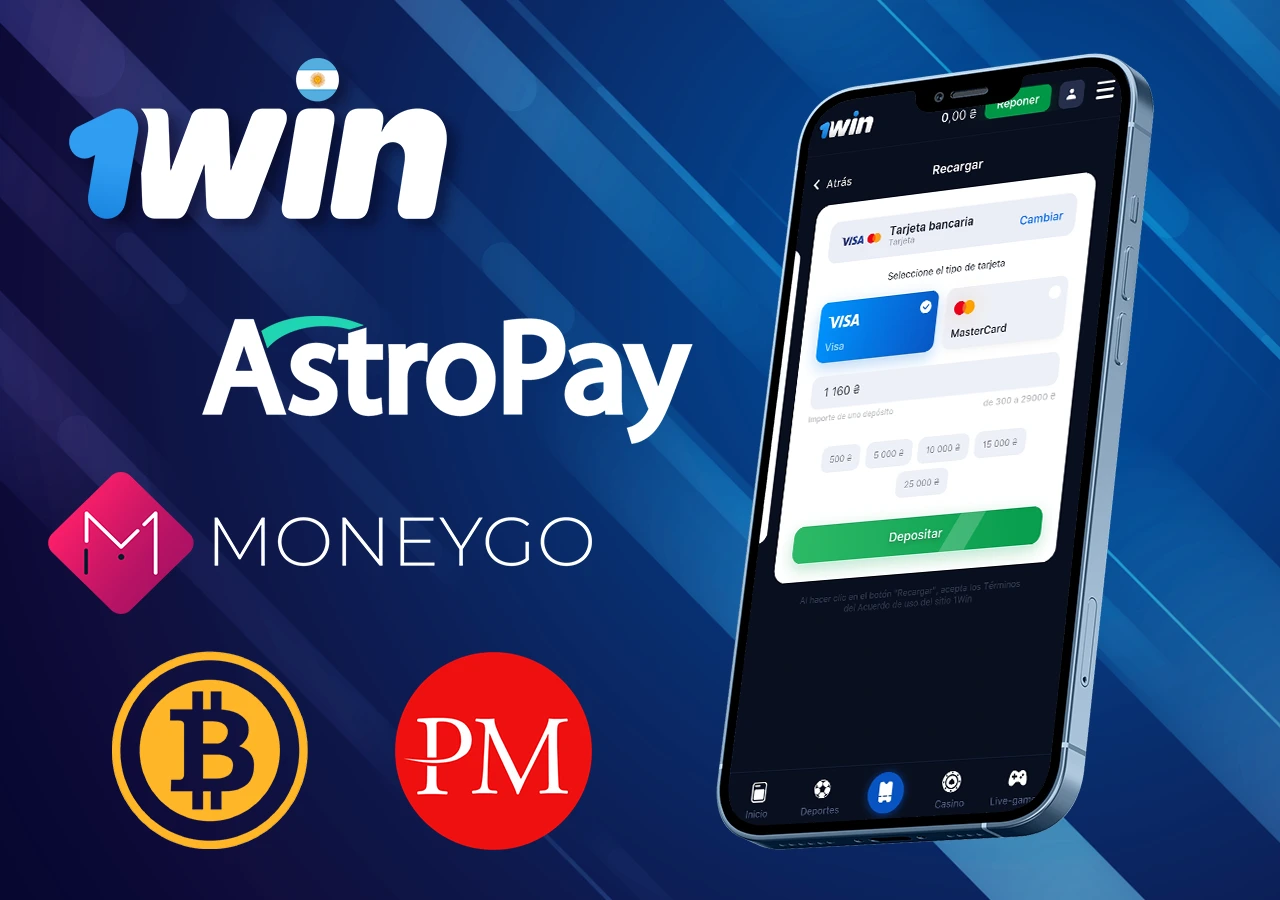 1win
AstroPay
MONEYGO
PM
1win
0,00 ₴
Reponer
Atrás
Recargar
VISA
Tarjeta bancaria
Tarjeta
Cambiar
Seleccione el tipo de tarjeta
VISA
Visa
MasterCard
1 160 ₴
Importe de uno depósito
de 300 a 29000 ₴
500 ₴
5 000 ₴
10 000 ₴
15 000 ₴
25 000 ₴
Depositar
Al hacer clic en el botón "Recargar", acepta los Términos
del Acuerdo de uso del sitio 1Win
Inicio
Deportes
Casino
Live-gam